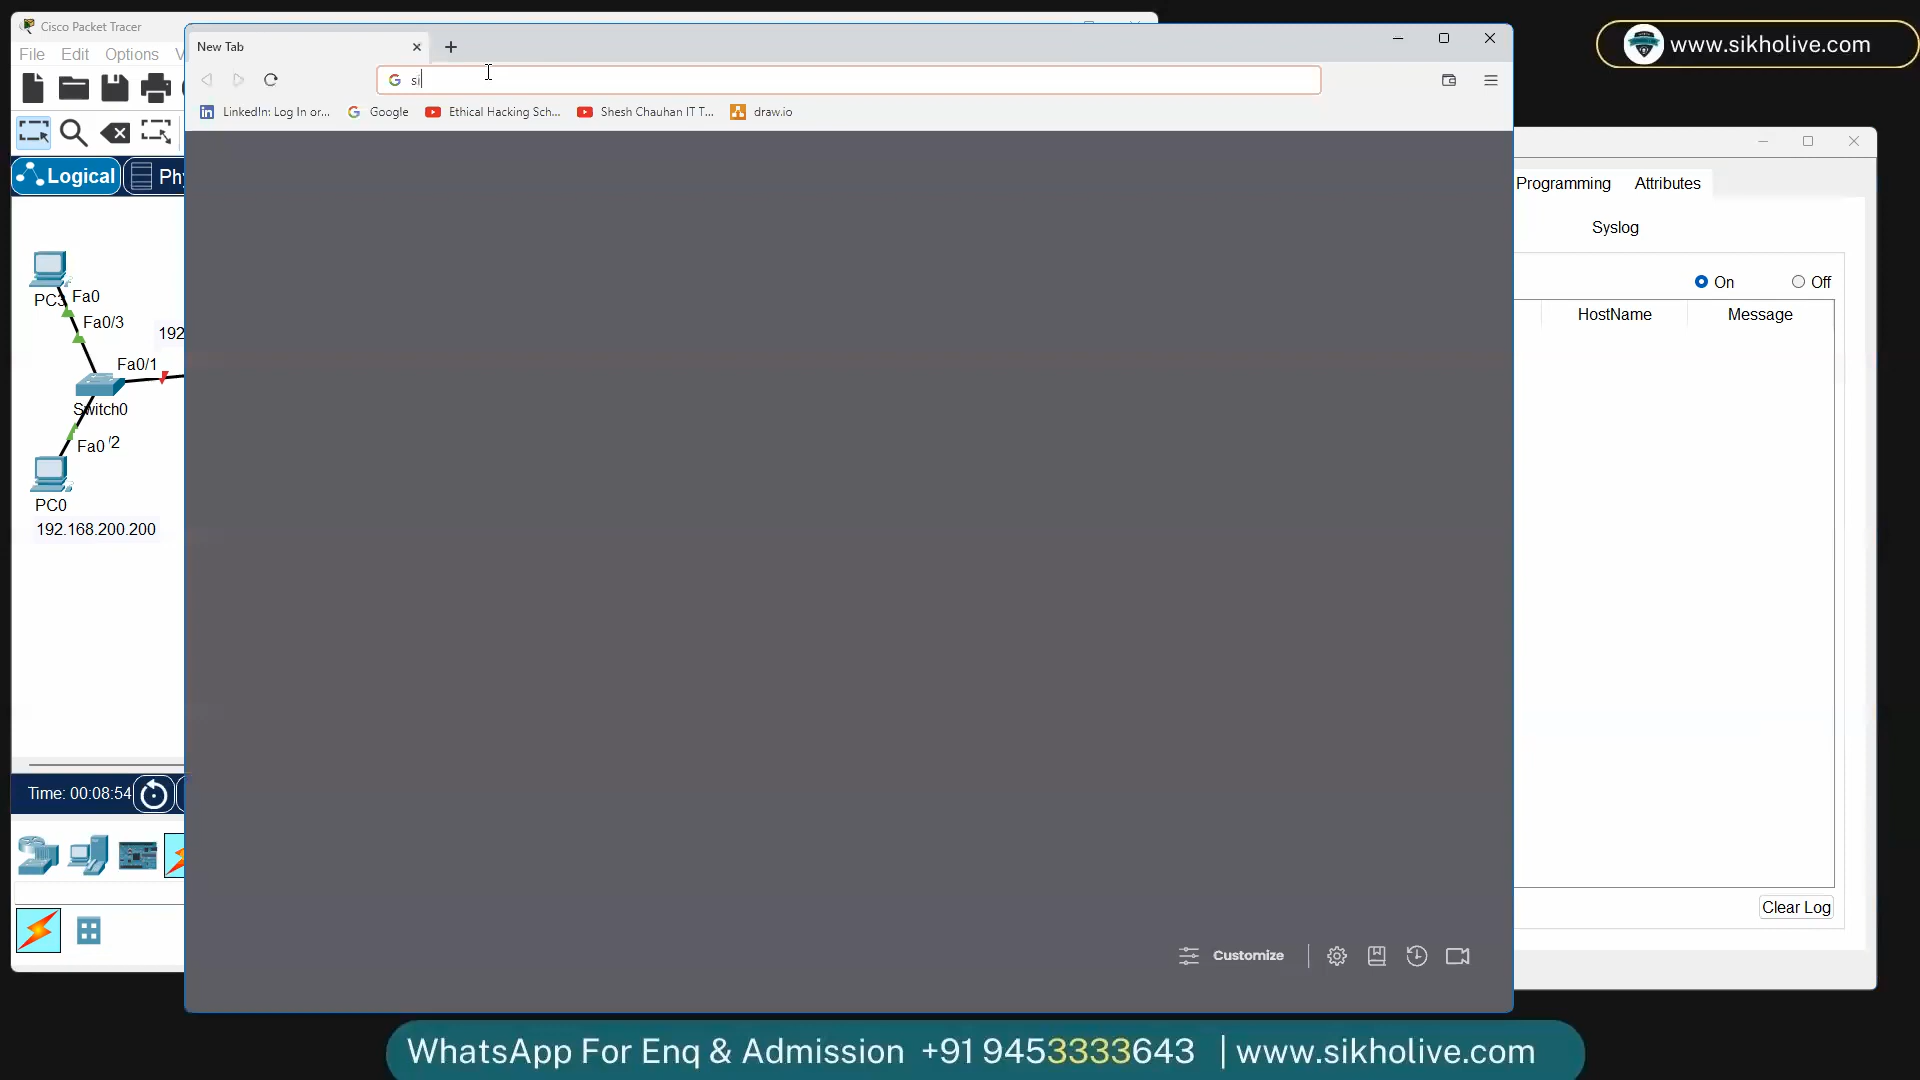 Cisco Packet Tracer
File Edit Options V
New Tab
si
LinkedIn: Log In or... Google Ethical Hacking Sch... Shesh Chauhan IT T... draw.io
www.sikholive.com
Logical Phy
Programming Attributes
Syslog
On Off
HostName Message
PC3 Fa0
Fa0/3
192
Fa0/1
Switch0
Fa0 /2
PC0
192.168.200.200
Time: 00:08:54
Clear Log
Customize
WhatsApp For Enq & Admission +91 9453333643 | www.sikholive.com